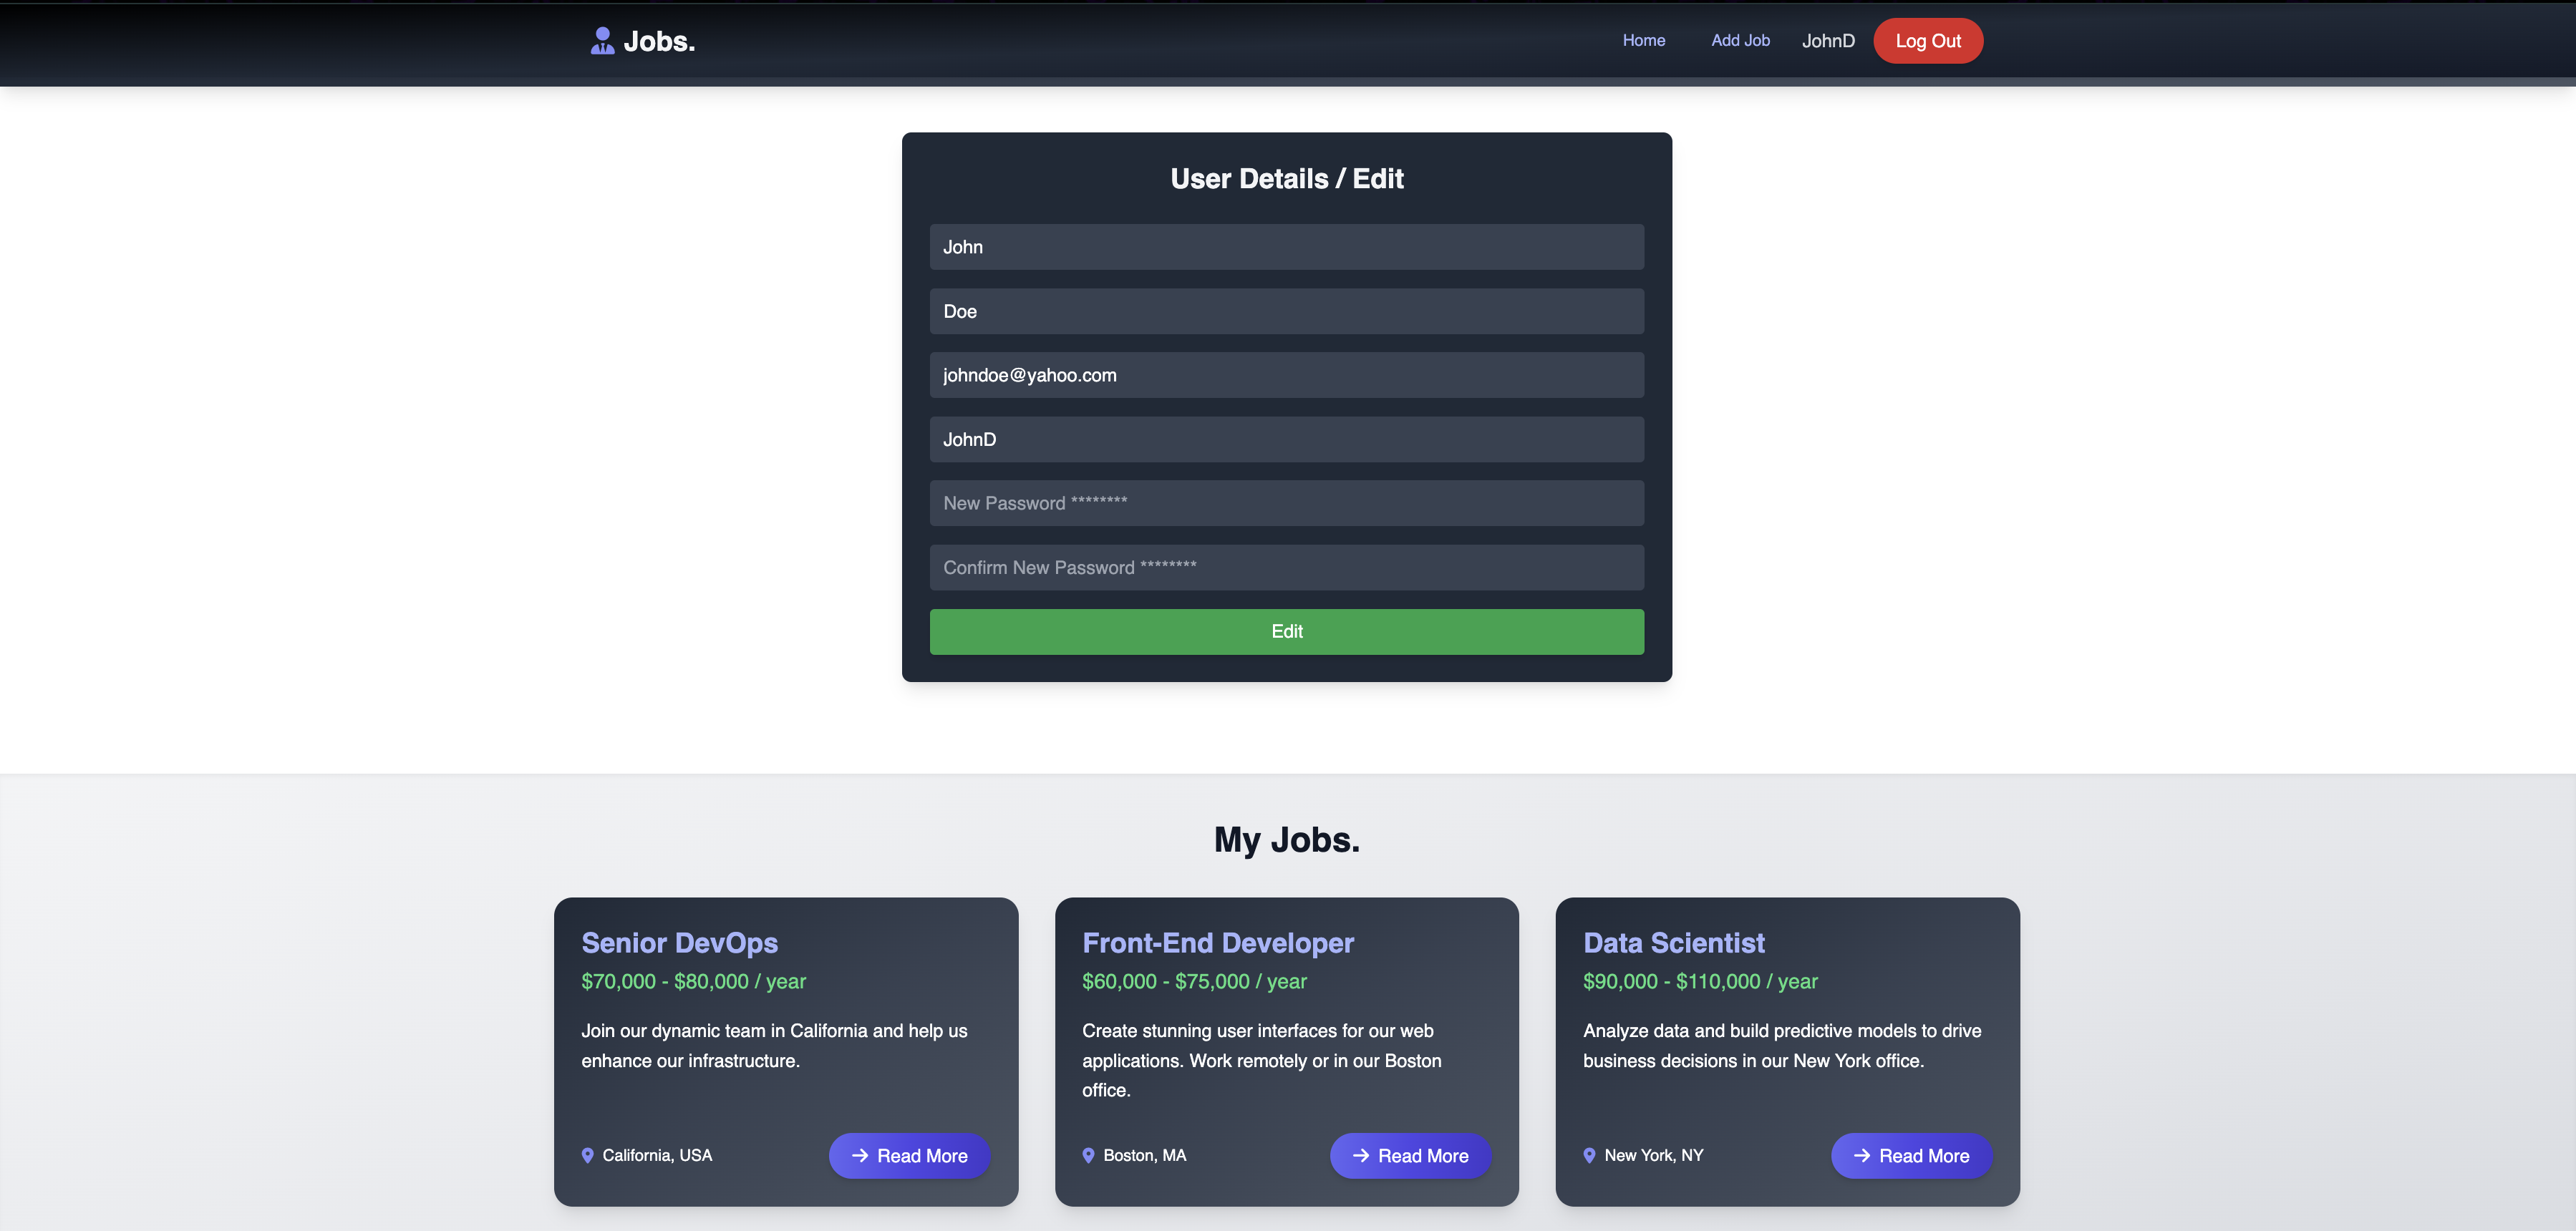 Jobs.
Home
Add Job
JohnD
Log Out
User Details / Edit
John
Doe
johndoe@yahoo.com
JohnD
New Password ********
Confirm New Password ********
Edit
My Jobs.
Senior DevOps
$70,000 - $80,000 / year
Join our dynamic team in California and help us
enhance our infrastructure.
California, USA
Read More
Front-End Developer
$60,000 - $75,000 / year
Create stunning user interfaces for our web
applications. Work remotely or in our Boston
office.
Boston, MA
Read More
Data Scientist
$90,000 - $110,000 / year
Analyze data and build predictive models to drive
business decisions in our New York office.
New York, NY
Read More